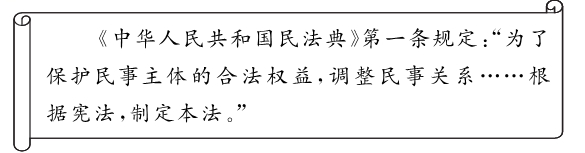 《中华人民共和国民法典》第一条规定：“为了
保护民事主体的合法权益，调整民事关系……根
据宪法，制定本法。”